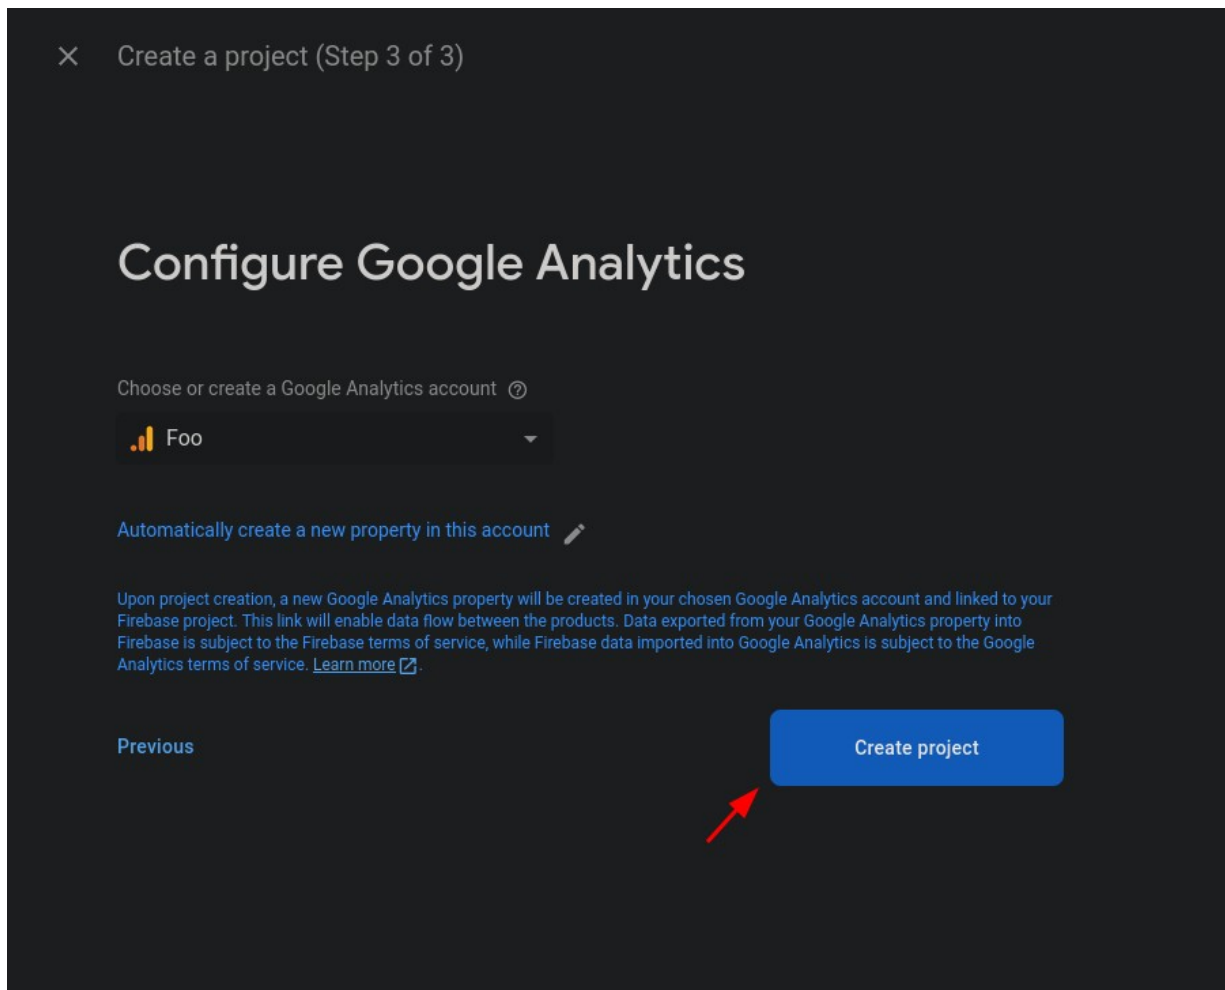 Create a project (Step 3 of 3)
Configure Google Analytics
Choose or create a Google Analytics account
Foo
Automatically create a new property in this account
Upon project creation, a new Google Analytics property will be created in your chosen Google Analytics account and linked to your
Firebase project. This link will enable data flow between the products. Data exported from your Google Analytics property into
Firebase is subject to the Firebase terms of service, while Firebase data imported into Google Analytics is subject to the Google
Analytics terms of service. Learn more.
Previous
Create project